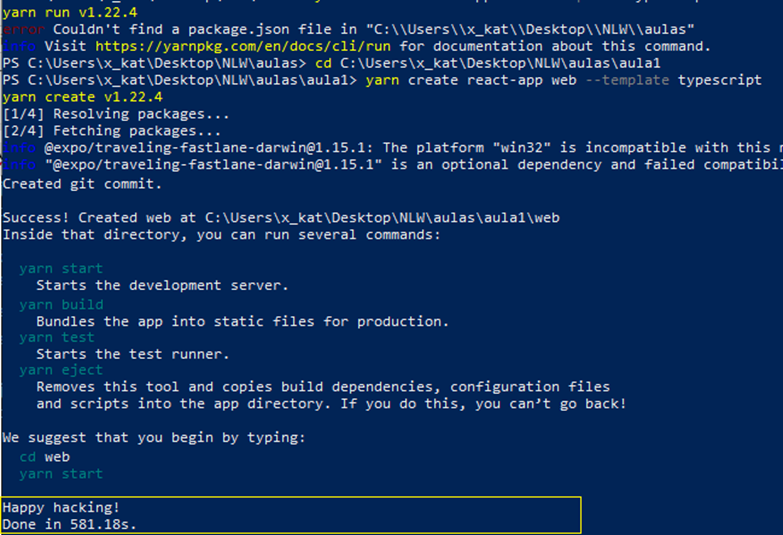 yarn run v1.22.4
error Couldn't find a package.json file in "C:\\Users\\x_kat\\Desktop\\NLW\\aulas"
info Visit https://yarnpkg.com/en/docs/cli/run for documentation about this command.
PS C:\Users\x_kat\Desktop\NLW\aulas> cd C:\Users\x_kat\Desktop\NLW\aulas\aula1
PS C:\Users\x_kat\Desktop\NLW\aulas\aula1> yarn create react-app web --template typescript
yarn create v1.22.4
[1/4] Resolving packages...
[2/4] Fetching packages...
info @expo/traveling-fastlane-darwin@1.15.1: The platform "win32" is incompatible with this
info "@expo/traveling-fastlane-darwin@1.15.1" is an optional dependency and failed compatibil
Created git commit.
Success! Created web at C:\Users\x_kat\Desktop\NLW\aulas\aula1\web
Inside that directory, you can run several commands:
yarn start
Starts the development server.
yarn build
Bundles the app into static files for production.
yarn test
Starts the test runner.
yarn eject
Removes this tool and copies build dependencies, configuration files
and scripts into the app directory. If you do this, you can’t go back!
We suggest that you begin by typing:
cd web
yarn start
Happy hacking!
Done in 581.18s.